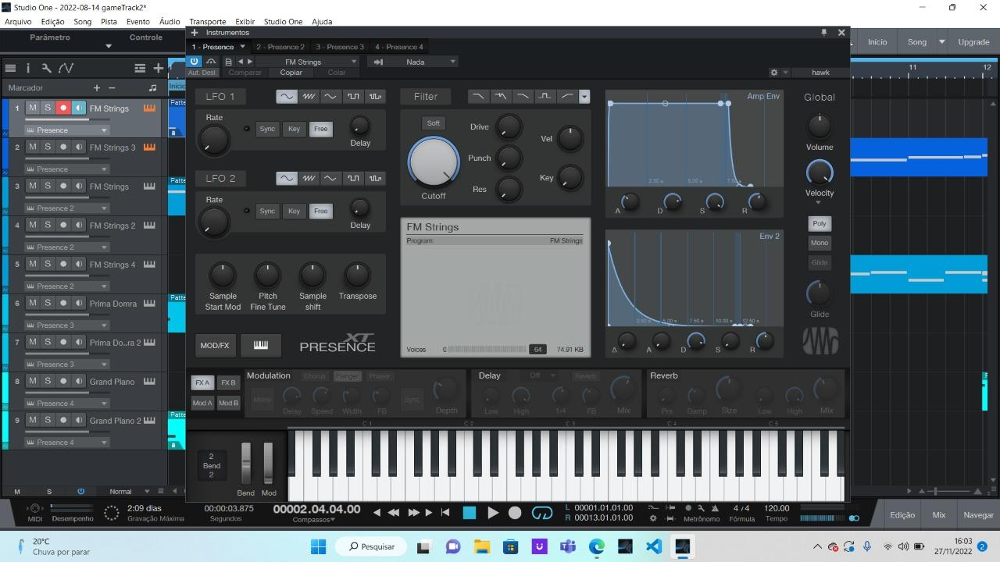 Studio One - 2022-08-14 gameTrack2*
Arquivo Edição Song Pista Evento Áudio Transporte Exibir Studio One Ajuda
Parâmetro Controle
Instrumentos
Início Song Upgrade
1 - Presence 2 - Presence 2 3 - Presence 3 4 - Presence 4
FM Strings Nada
Aut. Desl. Comparar Copiar Colar hawk
Marcador
Iníc
11 12
1 M S FM Strings
Presence
2 M S FM Strings 3
Presence
3 M S FM Strings
Presence 2
4 M S FM Strings 2
Presence 2
5 M S FM Strings 4
Presence 2
6 M S Prima Domra
Presence 3
7 M S Prima Do..ra 2
Presence 3
8 M S Grand Piano
Presence 4
9 M S Grand Piano 2
Presence 4
Patte
Patte
Patte
Patte
LFO 1
Rate
Sync Key Free
Delay
LFO 2
Rate
Sync Key Free
Delay
Sample Start Mod
Pitch Fine Tune
Sample shift
Transpose
MOD/FX
PRESENCE XT
Filter
Soft
Cutoff
Drive
Punch
Res
Vel
Key
FM Strings
Program: FM Strings
Voices 0 64 74.91 KB
Amp Env
2.50 s 5.00 s 7.50 s
A D S R
Env 2
2.50 s 5.00 s 7.50 s 10.00 s 12.50 s
Δ A D S R
Global
Volume
Velocity
Poly
Mono
Glide
Glide
FX A FX B
Mod A Mod B
Modulation Chorus Flanger Phaser
Mono Delay Speed Width FB Sync Depth
Delay Off Reverb
Low High 1/4 FB Mix
Reverb
Pre Damp Size Low High Mix
C 1 C 2 C 3 C 4 C 5
2
Bend
2
Bend Mod
M S Normal
MIDI Desempenho
2:09 dias
Gravação Máxima
00:00:03.875
Segundos
00002.04.04.00
Compassos
L 00001.01.01.00
R 00013.01.01.00
Metrônomo
4 / 4
Fórmula
120.00
Tempo
Edição Mix Navegar
20°C
Chuva por perto
Pesquisar
16:03
27/11/2022
2